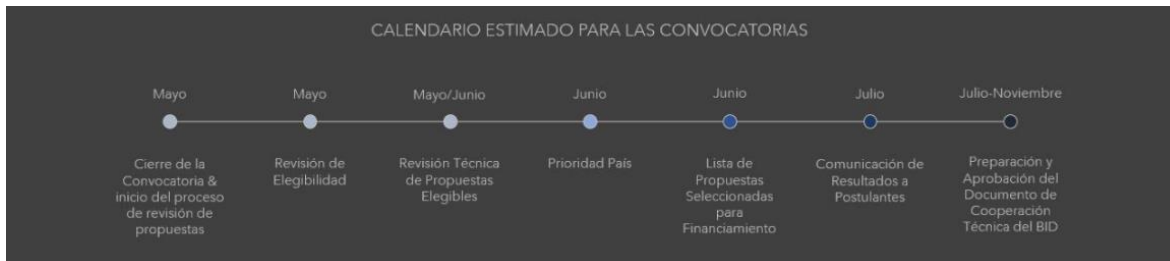 CALENDARIO ESTIMADO PARA LAS CONVOCATORIAS
Mayo
Mayo
Mayo/Junio
Junio
Junio
Julio
Julio-Noviembre
Cierre de la
Convocatoria &
inicio del proceso
de revisión de
propuestas
Revisión de
Elegibilidad
Revisión Técnica
de Propuestas
Elegibles
Prioridad País
Lista de
Propuestas
Seleccionadas
para
Financiamiento
Comunicación de
Resultados a
Postulantes
Preparación y
Aprobación del
Documento de
Cooperación
Técnica del BID